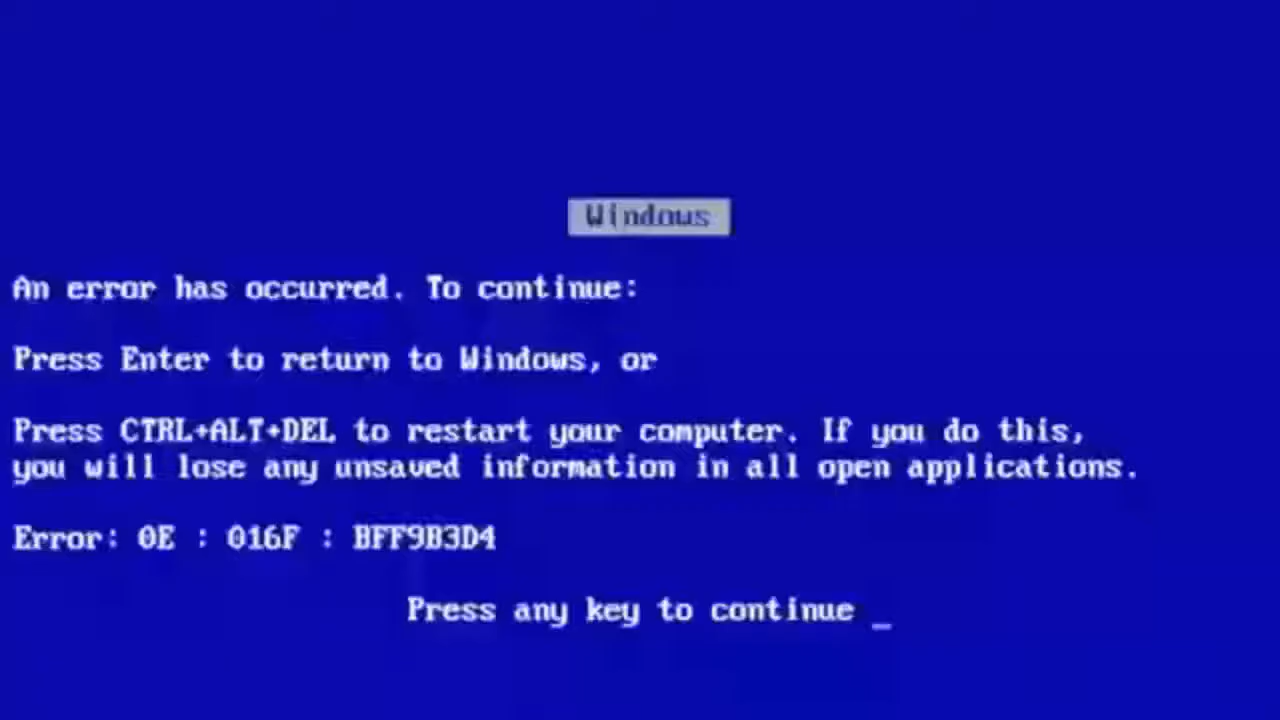 Windows
An error has occurred. To continue:
Press Enter to return to Windows, or
Press CTRL+ALT+DEL to restart your computer. If you do this,
you will lose any unsaved information in all open applications.
Error: 0E : 016F : BFF9B3D4
Press any key to continue _